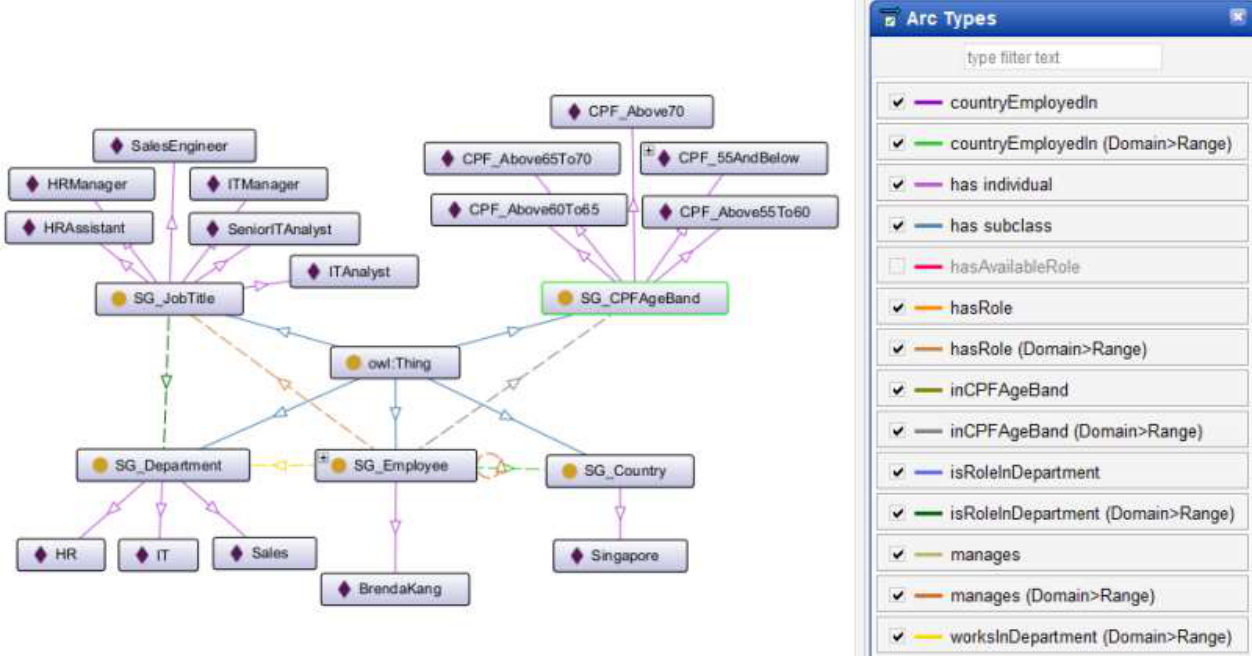 CPF_Above70
SalesEngineer
CPF_Above65To70
CPF_55AndBelow
HRManager
ITManager
CPF_Above60To65
CPF_Above55To60
HRAssistant
SeniorITAnalyst
ITAnalyst
SG_JobTitle
SG_CPFAgeBand
owl:Thing
SG_Department
SG_Employee
SG_Country
HR
IT
Sales
Singapore
BrendaKang
Arc Types
type filter text
countryEmployedIn
countryEmployedIn (Domain>Range)
has individual
has subclass
hasAvailableRole
hasRole
hasRole (Domain>Range)
inCPFAgeBand
inCPFAgeBand (Domain>Range)
isRoleInDepartment
isRoleInDepartment (Domain>Range)
manages
manages (Domain>Range)
worksInDepartment (Domain>Range)